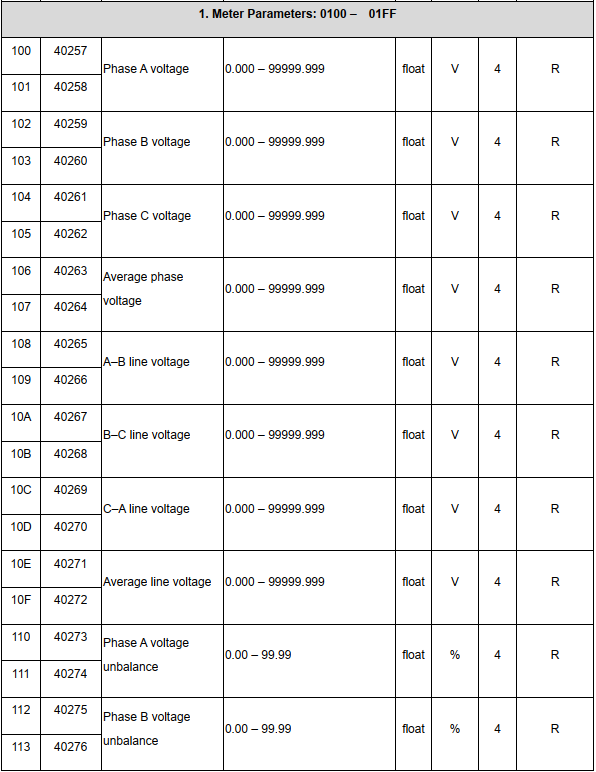 1. Meter Parameters: 0100 – 01FF
100 40257
Phase A voltage 0.000 – 99999.999 float V 4 R
101 40258
102 40259
Phase B voltage 0.000 – 99999.999 float V 4 R
103 40260
104 40261
Phase C voltage 0.000 – 99999.999 float V 4 R
105 40262
106 40263
Average phase
voltage 0.000 – 99999.999 float V 4 R
107 40264
108 40265
A–B line voltage 0.000 – 99999.999 float V 4 R
109 40266
10A 40267
B–C line voltage 0.000 – 99999.999 float V 4 R
10B 40268
10C 40269
C–A line voltage 0.000 – 99999.999 float V 4 R
10D 40270
10E 40271
Average line voltage 0.000 – 99999.999 float V 4 R
10F 40272
110 40273
Phase A voltage
unbalance 0.00 – 99.99 float % 4 R
111 40274
112 40275
Phase B voltage
unbalance 0.00 – 99.99 float % 4 R
113 40276